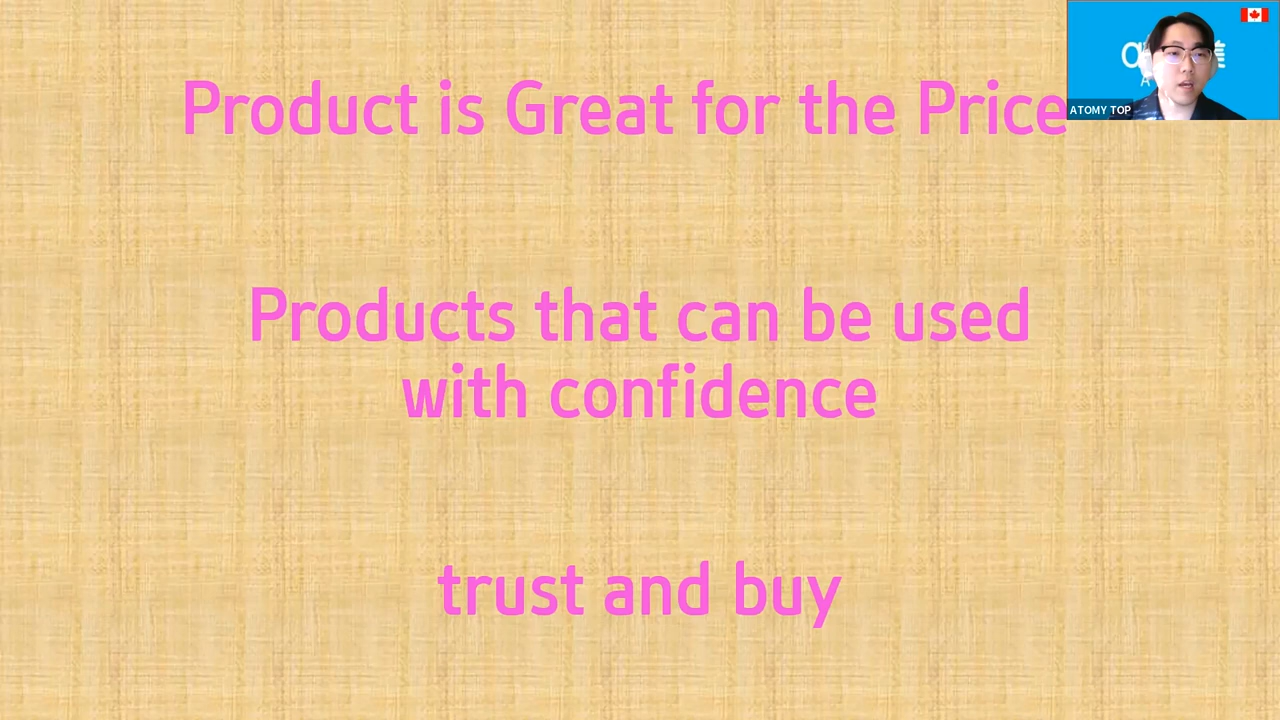 Product is Great for the Price
ATOMY TOP
Products that can be used
with confidence
trust and buy